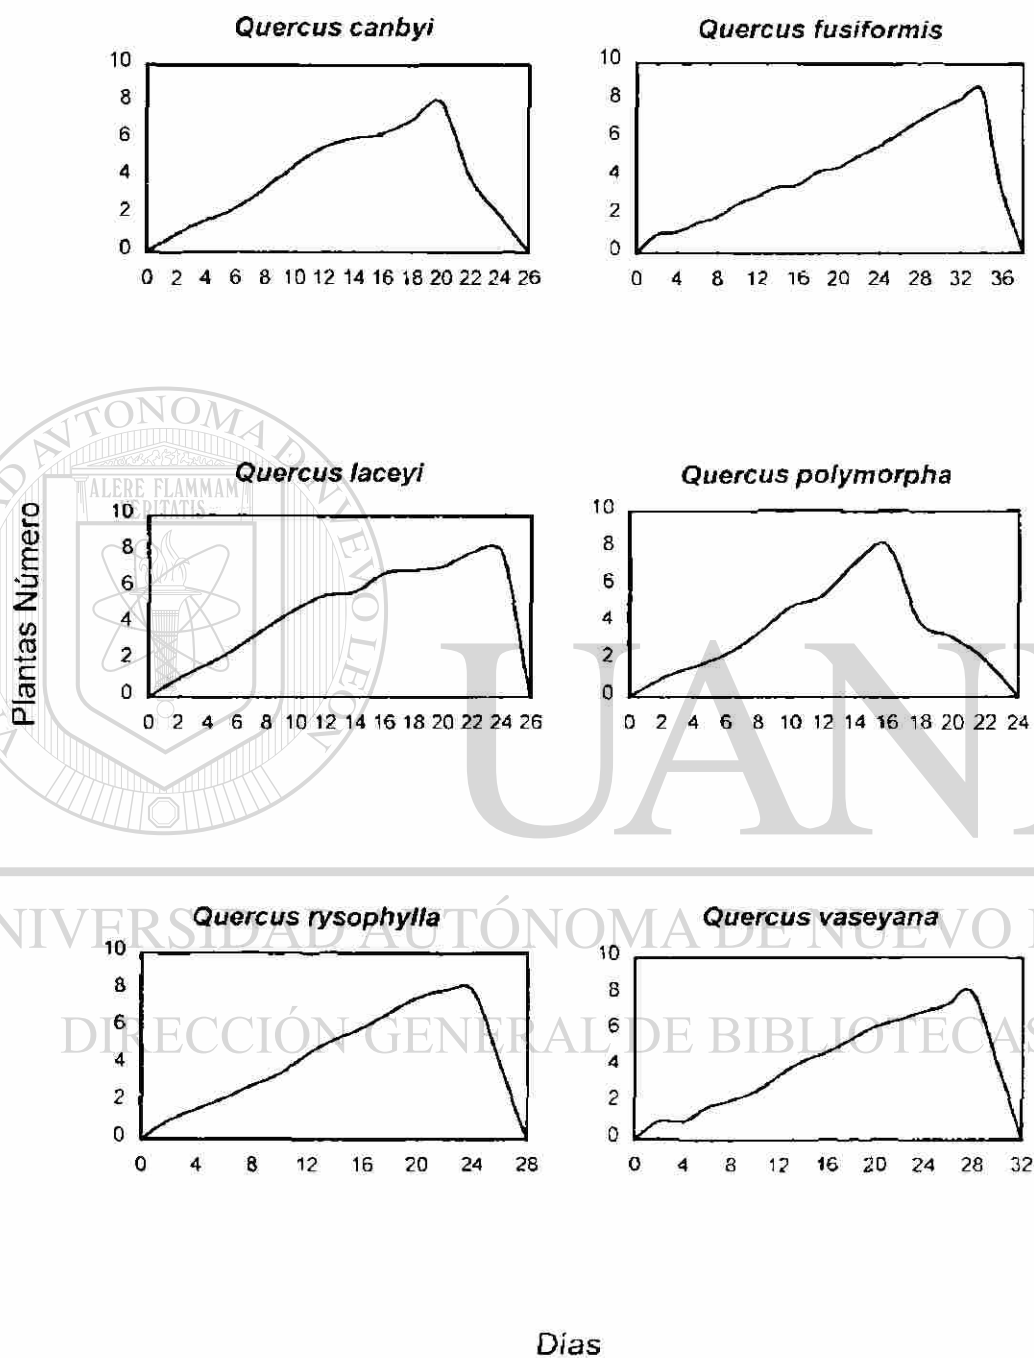 Quercus canbyi
10
8
6
4
2
0
0 2 4 6 8 10 12 14 16 18 20 22 24 26
Quercus fusiformis
10
8
6
4
2
0
0 4 8 12 16 20 24 28 32 36
Plantas Número
Quercus laceyi
10
8
6
4
2
0
0 2 4 6 8 10 12 14 16 18 20 22 24 26
Quercus polymorpha
10
8
6
4
2
0
0 2 4 6 8 10 12 14 16 18 20 22 24
ALERE FLAMMAM
VERITATIS
UAN
Quercus rysophylla
10
8
6
4
2
0
0 4 8 12 16 20 24 28
Quercus vaseyana
10
8
6
4
2
0
0 4 8 12 16 20 24 28 32
NIVERSIDAD AUTÓNOMA DE NUEVO
DIRECCIÓN GENERAL DE BIBLIOTECAS
Días